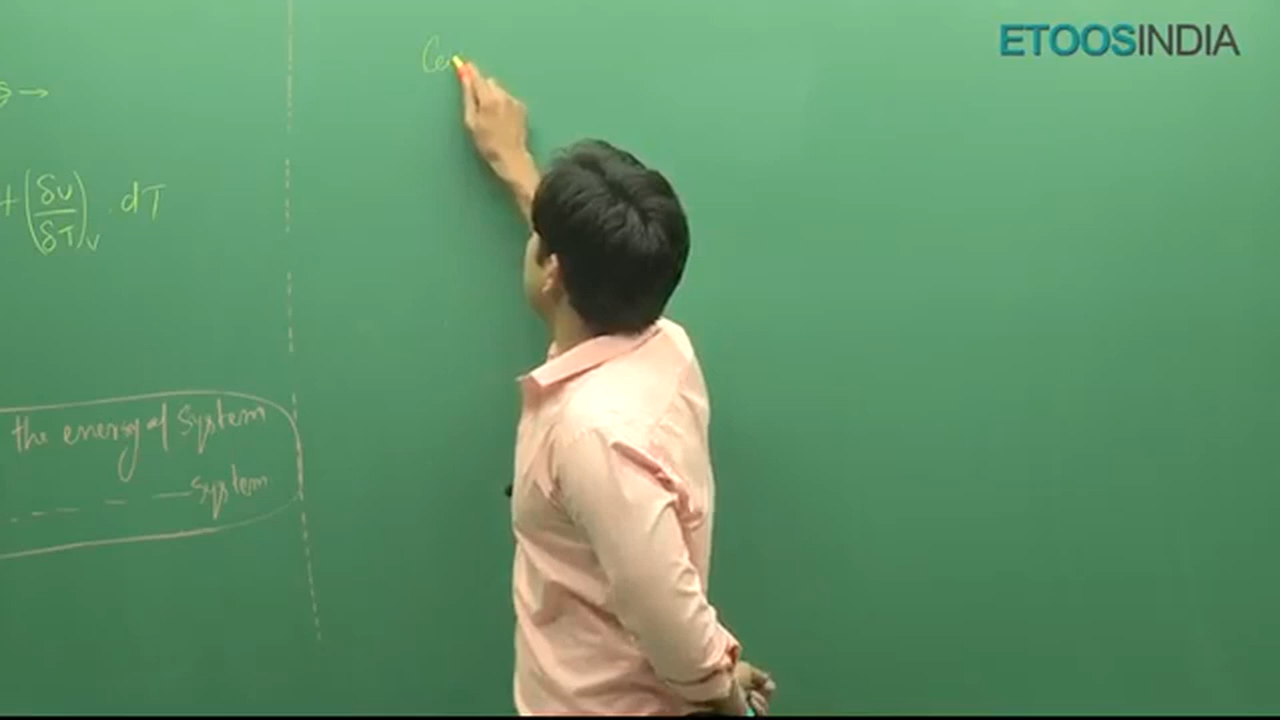 ETOOSINDIA
→
+ (δU/δT)V . dT
the energy of System
System